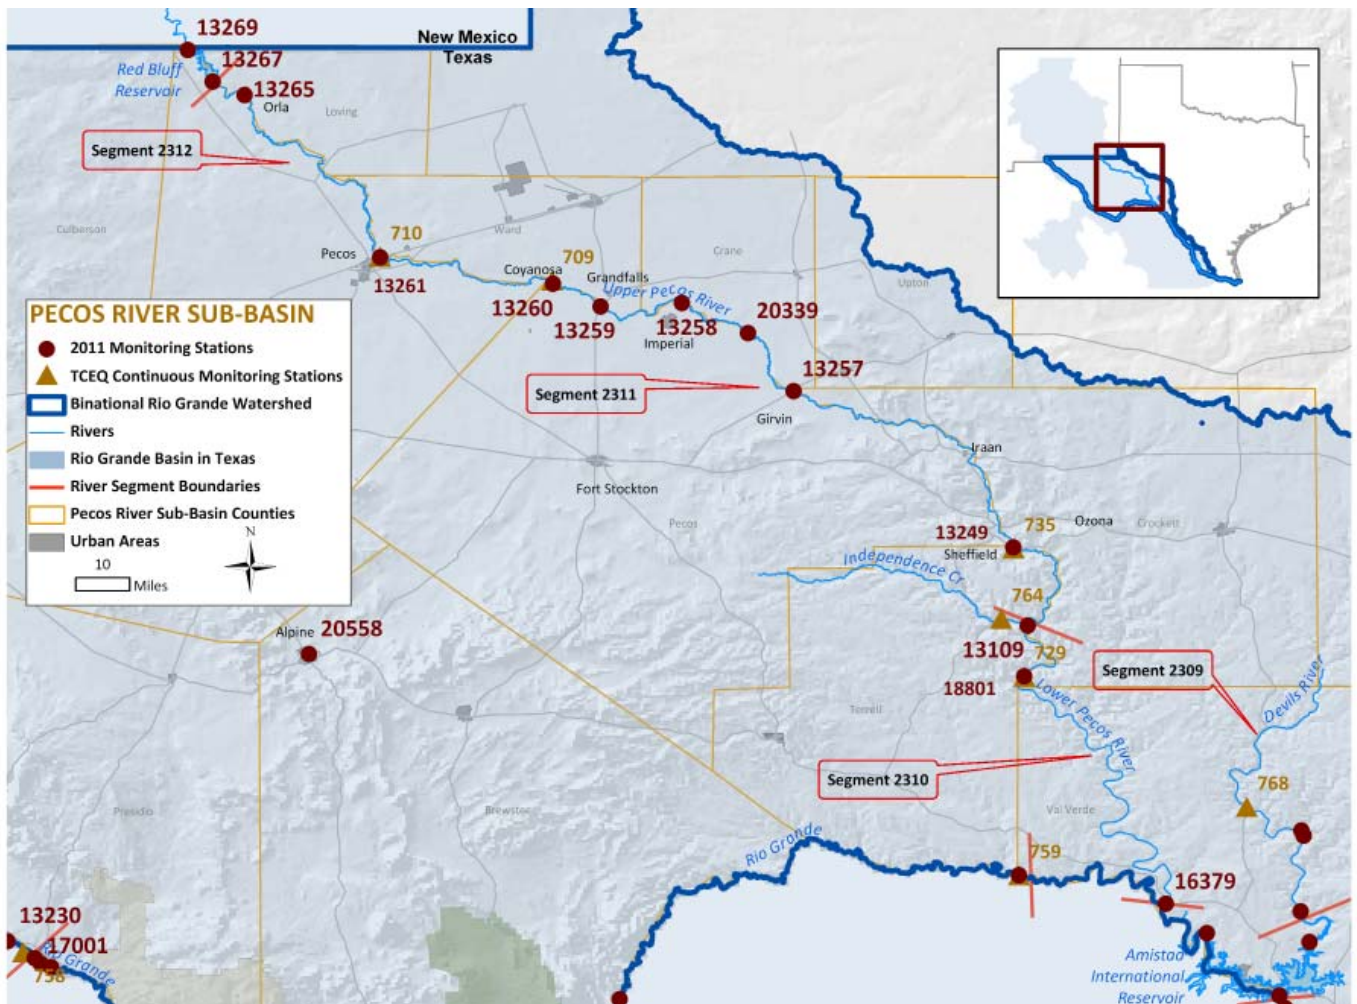 13269
New Mexico
Texas
13267
Red Bluff
Reservoir
13265
Orla
Loving
Segment 2312
Culberson
710
Ward
Pecos
709
Coyanosa
Grandfalls
Crane
Upton
13261
Upper Pecos River
13260
13259
13258
20339
Imperial
13257
Segment 2311
Girvin
Iraan
PECOS RIVER SUB-BASIN
2011 Monitoring Stations
TCEQ Continuous Monitoring Stations
Binational Rio Grande Watershed
Rivers
Rio Grande Basin in Texas
River Segment Boundaries
Pecos River Sub-Basin Counties
Urban Areas
N
10
Miles
Fort Stockton
Pecos
735
Ozona
Crockett
13249
Sheffield
Independence Cr
764
Alpine
20558
13109
729
18801
Segment 2309
Lower Pecos River
Devils River
Terrell
Segment 2310
768
Presidio
Brewster
Val Verde
Rio Grande
759
16379
13230
17001
Rio Grande
758
Amistad
International
Reservoir